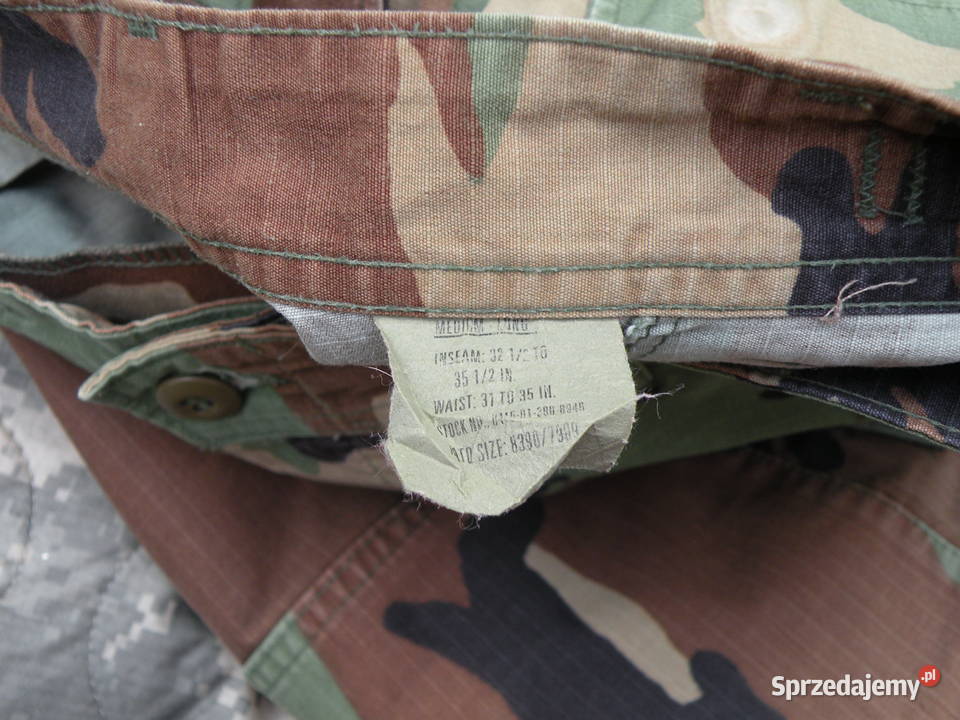 MEDIUM LONG
INSEAM: 32 1/2 TO
35 1/2 IN.
WAIST: 31 TO 35 IN.
STOCK NO.
SIZE:
Sprzedajemy.pl